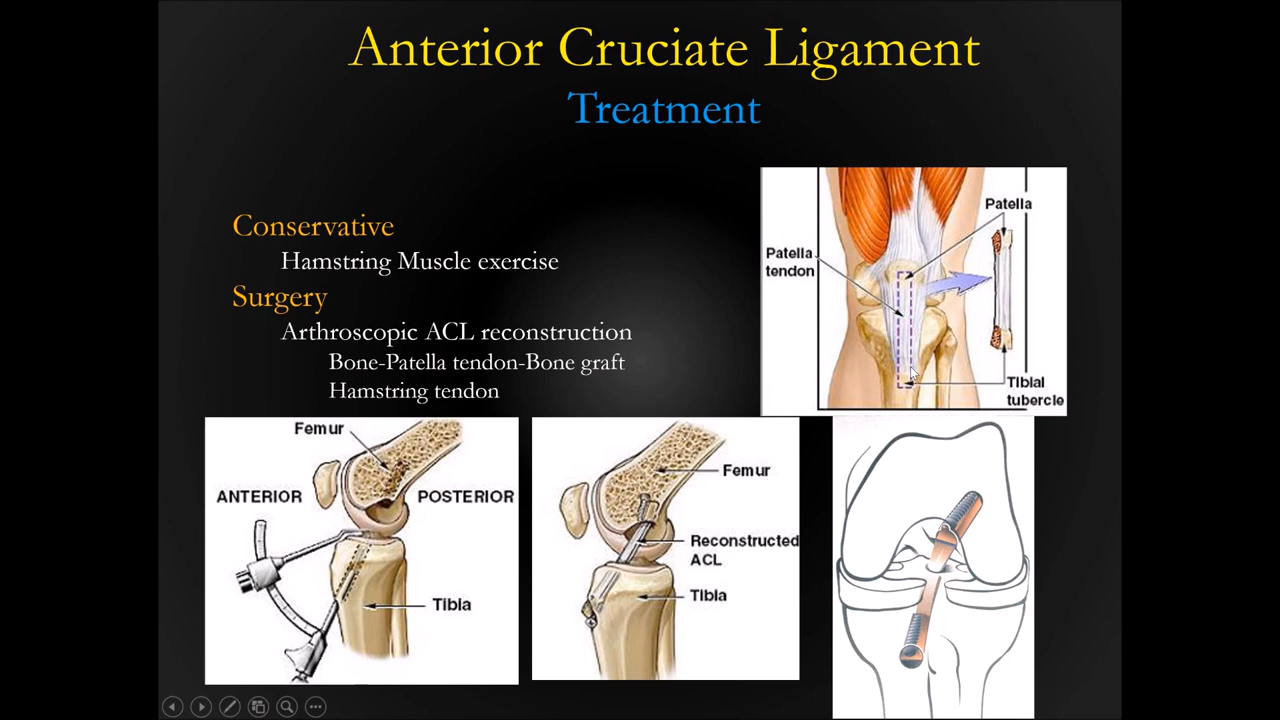 Anterior Cruciate Ligament
Treatment
Conservative
Hamstring Muscle exercise
Surgery
Arthroscopic ACL reconstruction
Bone-Patella tendon-Bone graft
Hamstring tendon
Patella
Patella
tendon
Tibial
tubercle
Femur
ANTERIOR
POSTERIOR
Tibia
Femur
Reconstructed
ACL
Tibia